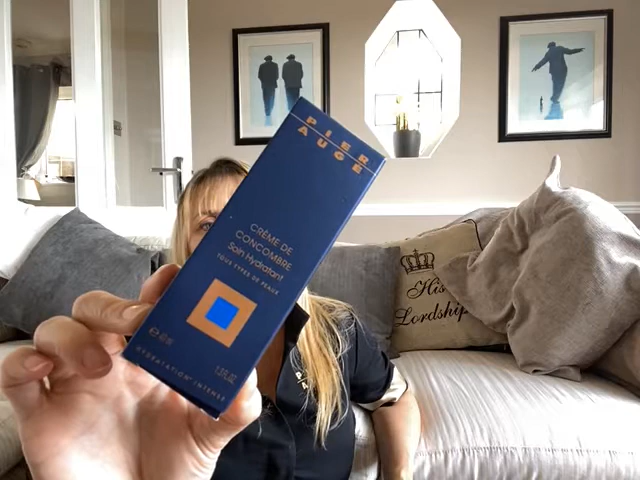 PIER
AUGÉ
CRÈME DE
CONCOMBRE
Soin Hydratant
TOUS TYPES DE PEAUX
HYDRATATION INTENSE
His
Lordship